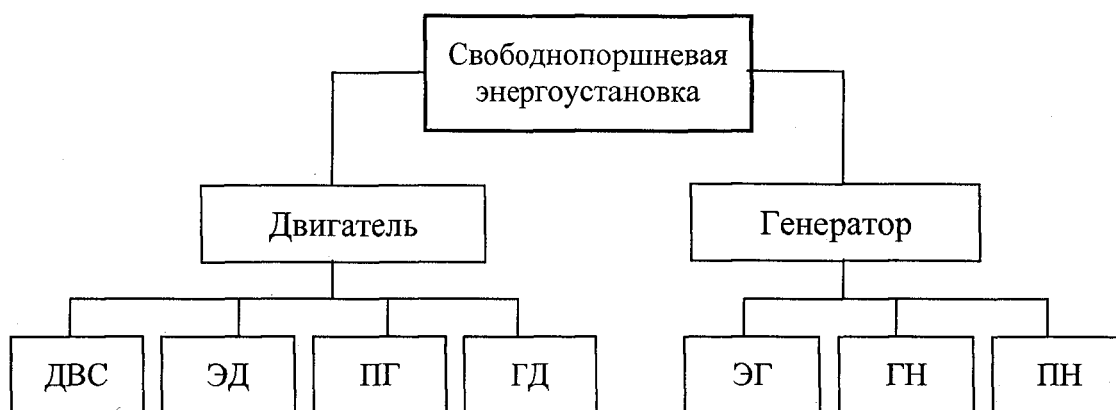 Свободнопоршневая
энергоустановка
Двигатель
Генератор
ДВС
ЭД
ПГ
ГД
ЭГ
ГН
ПН